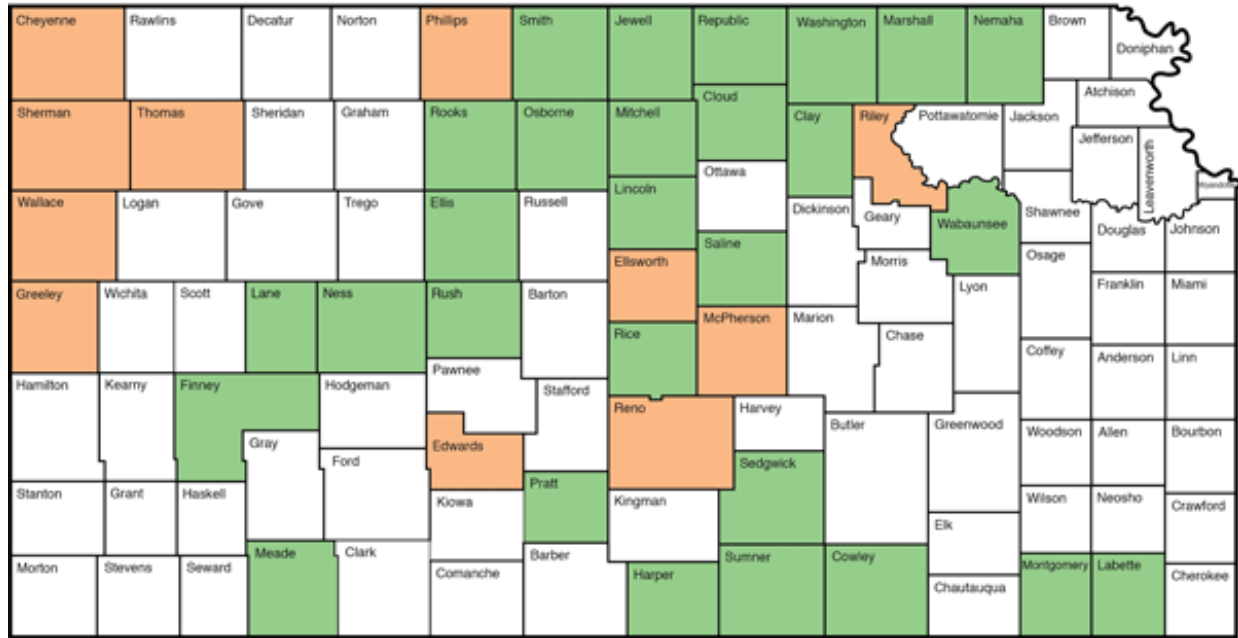 Cheyenne
Rawlins
Decatur
Norton
Phillips
Smith
Jewell
Republic
Washington
Marshall
Nemaha
Brown
Doniphan
Sherman
Thomas
Sheridan
Graham
Rooks
Osborne
Mitchell
Cloud
Clay
Riley
Pottawatomie
Jackson
Atchison
Jefferson
Leavenworth
Wyandotte
Wallace
Logan
Gove
Trego
Ellis
Russell
Lincoln
Ottawa
Dickinson
Geary
Wabaunsee
Shawnee
Douglas
Johnson
Ellsworth
Saline
Morris
Osage
Greeley
Wichita
Scott
Lane
Ness
Rush
Barton
Rice
McPherson
Marion
Chase
Lyon
Franklin
Miami
Hamilton
Kearny
Finney
Hodgeman
Pawnee
Stafford
Reno
Harvey
Butler
Greenwood
Coffey
Anderson
Linn
Gray
Ford
Edwards
Sedgwick
Woodson
Allen
Bourbon
Stanton
Grant
Haskell
Kiowa
Pratt
Kingman
Elk
Wilson
Neosho
Crawford
Morton
Stevens
Seward
Meade
Clark
Comanche
Barber
Harper
Sumner
Cowley
Chautauqua
Montgomery
Labette
Cherokee